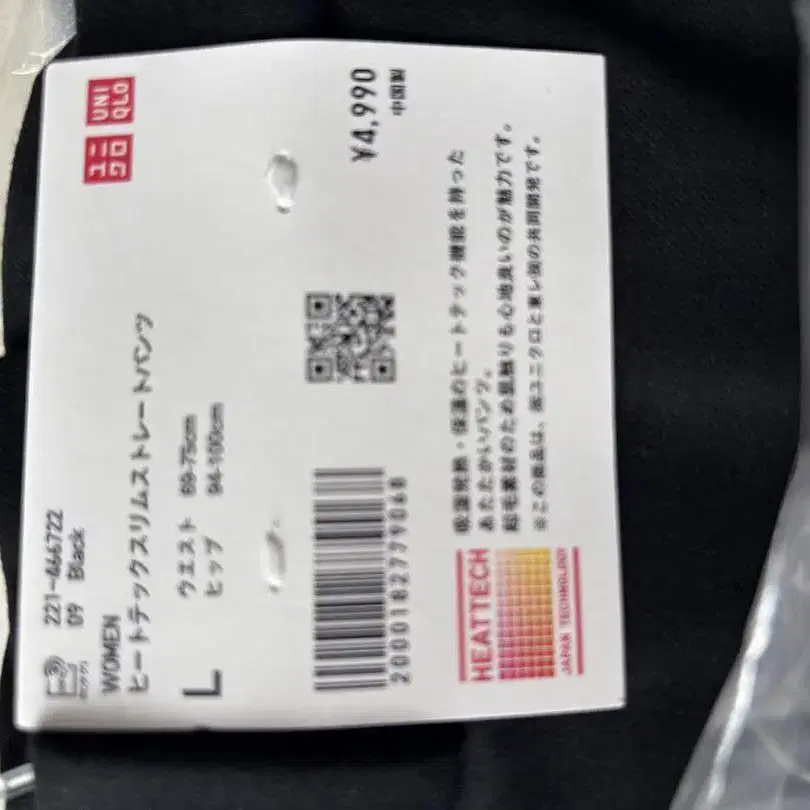 221-466722
09 Black
WOMEN
ヒートテックスリムストレートパンツ
L
ウエスト 69-75cm
ヒップ 94-100cm
ユニクロ
UNIQLO
2000182779068
¥4,990
中国製
HEATTECH
JAPAN TECHNOLOGY
吸湿発熱・保温のヒートテック機能を持った
あたたかいパンツ。
起毛素材のため肌触りも心地良いのが魅力です。
※この商品は、㈱ユニクロと東レ㈱の共同開発です。